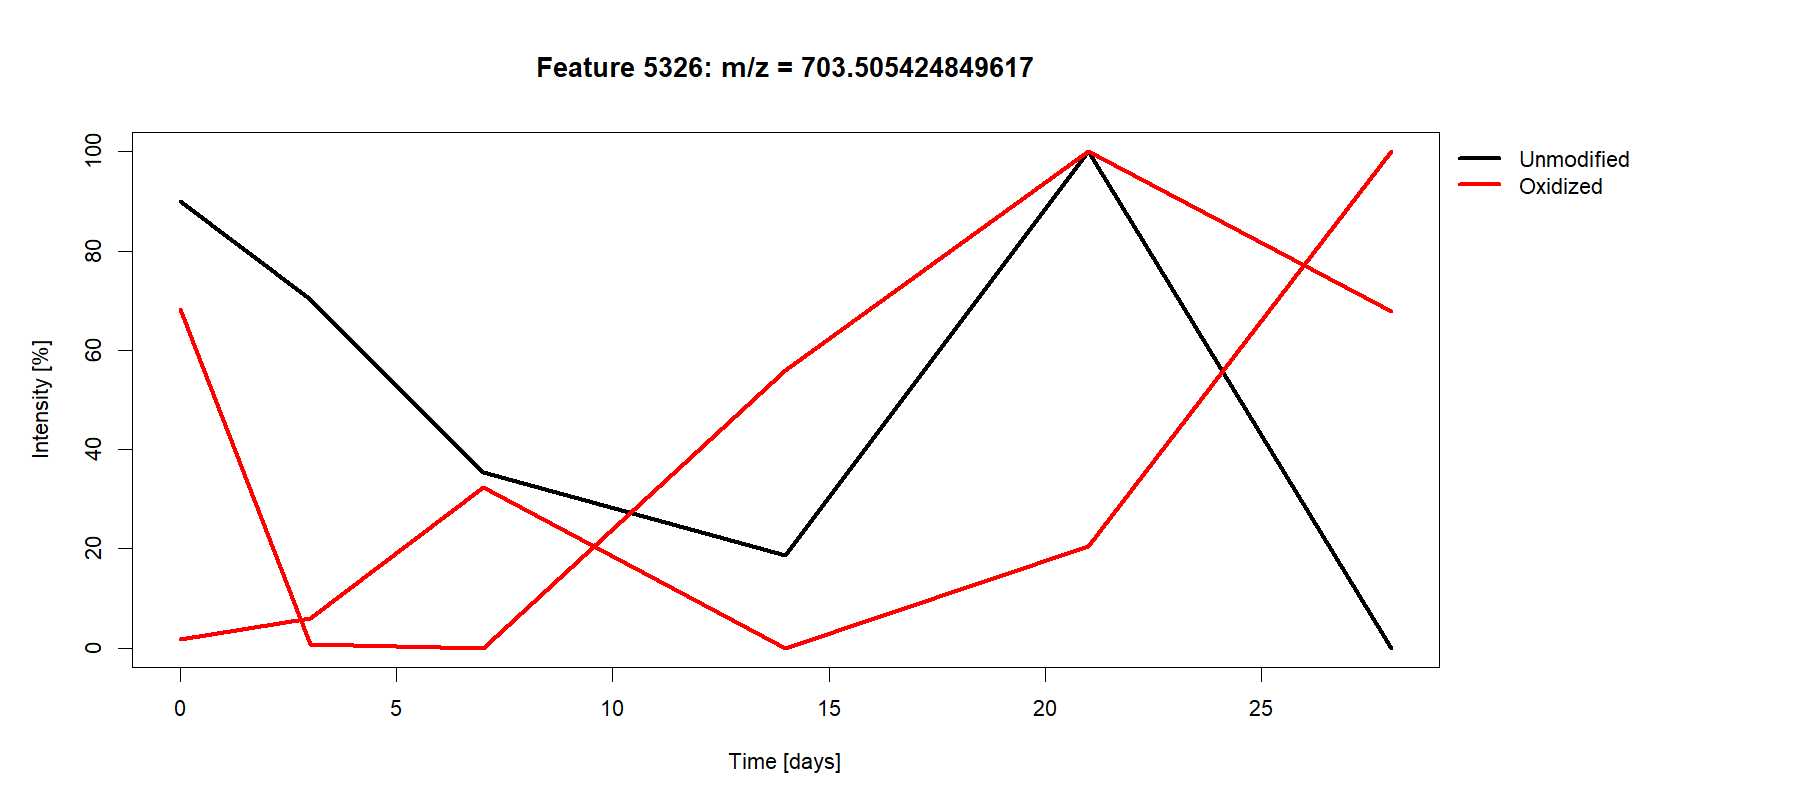 Feature 5326: m/z = 703.505424849617
Unmodified
Oxidized
Intensity [%]
100
80
60
40
20
0
0 5 10 15 20 25
Time [days]